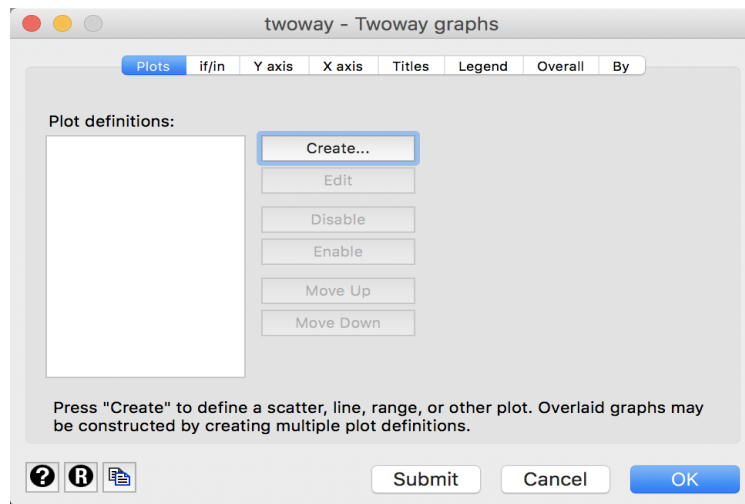 twoway - Twoway graphs
Plots if/in Y axis X axis Titles Legend Overall By
Plot definitions:
Create...
Edit
Disable
Enable
Move Up
Move Down
Press "Create" to define a scatter, line, range, or other plot. Overlaid graphs may
be constructed by creating multiple plot definitions.
? R Submit Cancel OK